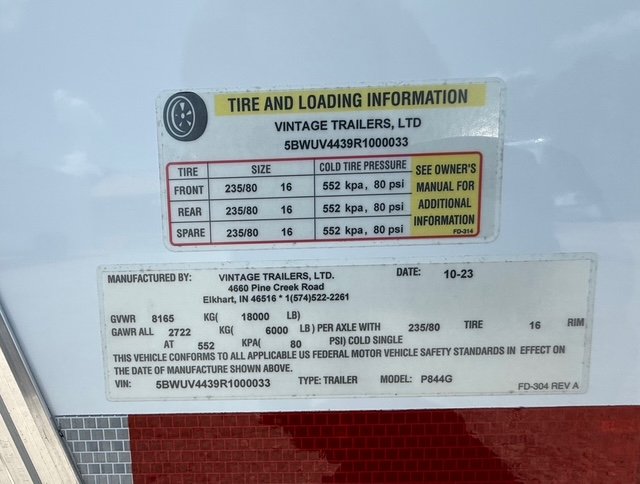 TIRE AND LOADING INFORMATION
VINTAGE TRAILERS, LTD
5BWUV4439R1000033
TIRE SIZE COLD TIRE PRESSURE
FRONT 235/80 16 552 kpa, 80 psi
REAR 235/80 16 552 kpa, 80 psi
SPARE 235/80 16 552 kpa, 80 psi
SEE OWNER'S
MANUAL FOR
ADDITIONAL
INFORMATION
FD-314
MANUFACTURED BY: VINTAGE TRAILERS, LTD. DATE: 10-23
4660 Pine Creek Road
Elkhart, IN 46516 * 1(574)522-2261
GVWR 8165 KG( 18000 LB)
GAWR ALL 2722 KG( 6000 LB) PER AXLE WITH 235/80 TIRE 16 RIM
AT 552 KPA( 80 PSI) COLD SINGLE
THIS VEHICLE CONFORMS TO ALL APPLICABLE US FEDERAL MOTOR VEHICLE SAFETY STANDARDS IN EFFECT ON
THE DATE OF MANUFACTURE SHOWN ABOVE.
VIN: 5BWUV4439R1000033 TYPE: TRAILER MODEL: P844G
FD-304 REV A